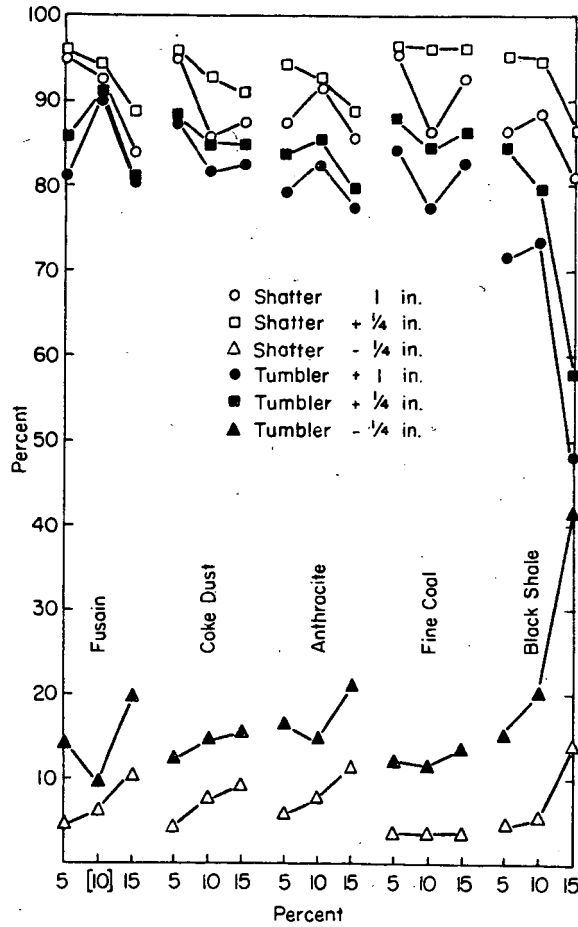 100
90
80
70
60
50
40
30
20
10
Percent
Shatter 1 in.
Shatter + 1/4 in.
Shatter - 1/4 in.
Tumbler + 1 in.
Tumbler + 1/4 in.
Tumbler - 1/4 in.
Fusain
Coke Dust
Anthracite
Fine Coal
Black Shale
5 [10] 15 5 10 15 5 10 15 5 10 15 5 10 15
Percent